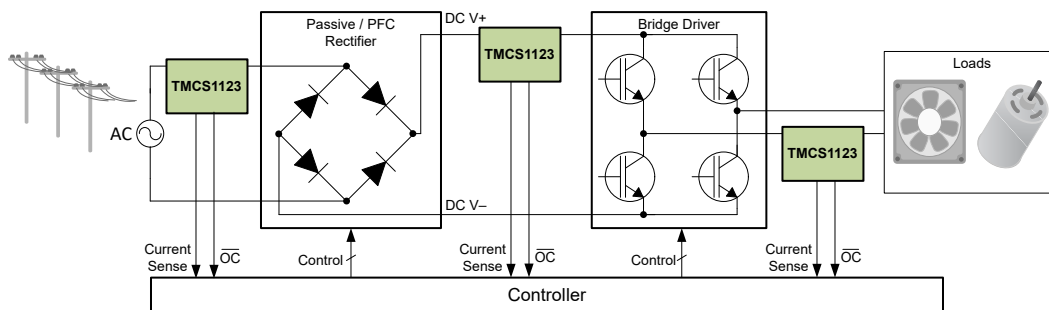 Passive / PFC
Rectifier
DC V+
Bridge Driver
TMCS1123
TMCS1123
Loads
AC
TMCS1123
DC V–
Current
Sense
OC
Control
Current
Sense
OC
Control
Current
Sense
OC
Controller